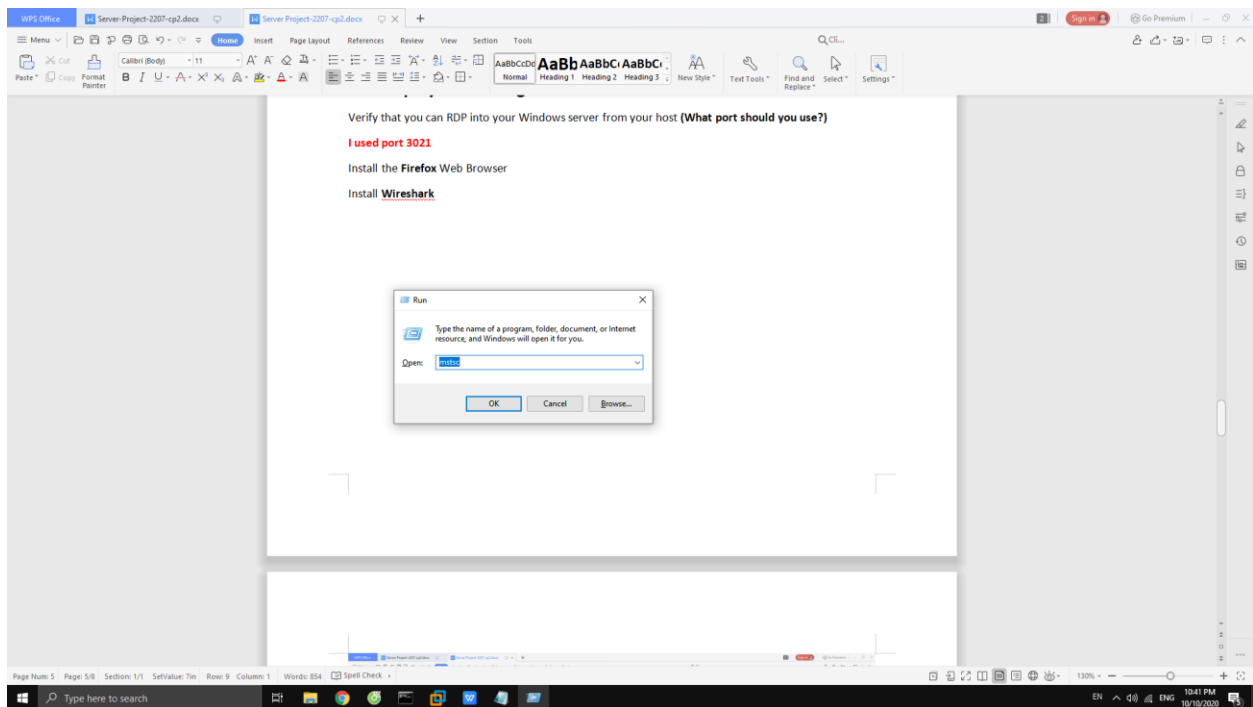 WPS Office Server-Project-2207-cp2.docx Server Project-2207-cp2.docx + 2 Sign in Go Premium
Menu Home Insert Page Layout References Review View Section Tools Cli...
Paste Cut Copy Format Painter Calibri (Body) 11 AaBbCcDd Normal AaBb Heading 1 AaBbC Heading 2 AaBbC Heading 3 New Style Text Tools Find and Replace Select Settings
Verify that you can RDP into your Windows server from your host (What port should you use?)
I used port 3021
Install the Firefox Web Browser
Install Wireshark
Run
Type the name of a program, folder, document, or Internet
resource, and Windows will open it for you.
Open: mstsc
OK Cancel Browse...
Page Num: 5 Page: 5/8 Section: 1/1 SetValue: 7in Row: 9 Column: 1 Words: 854 Spell Check 130%
Type here to search EN ENG 10:41 PM
10/10/2020